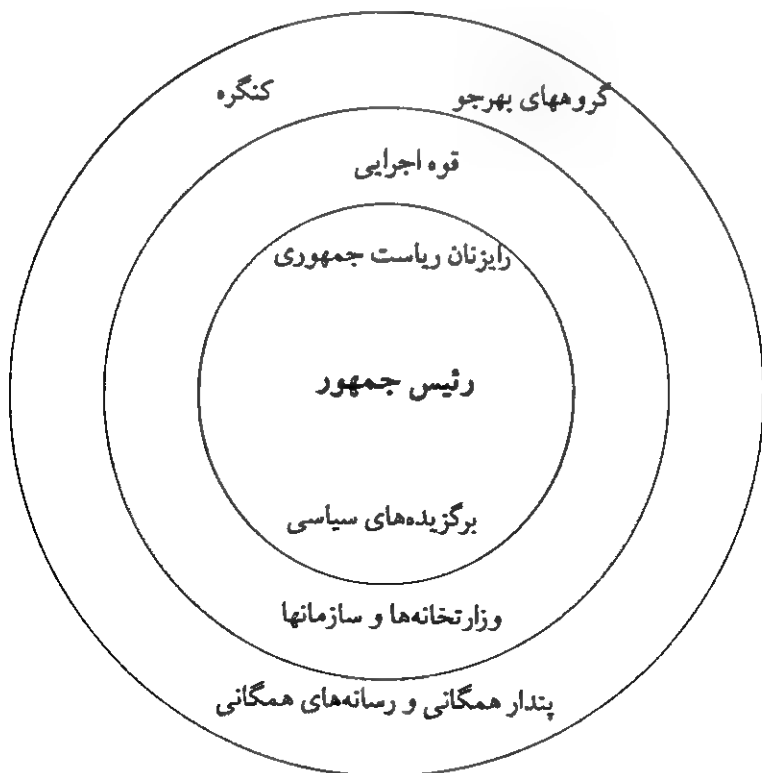 گروههای بهرجو
کنگره
قوه اجرایی
رایزنان ریاست جمهوری
رئیس جمهور
برگزیده‌های سیاسی
وزارتخانه‌ها و سازمانها
پندار همگانی و رسانه‌های همگانی